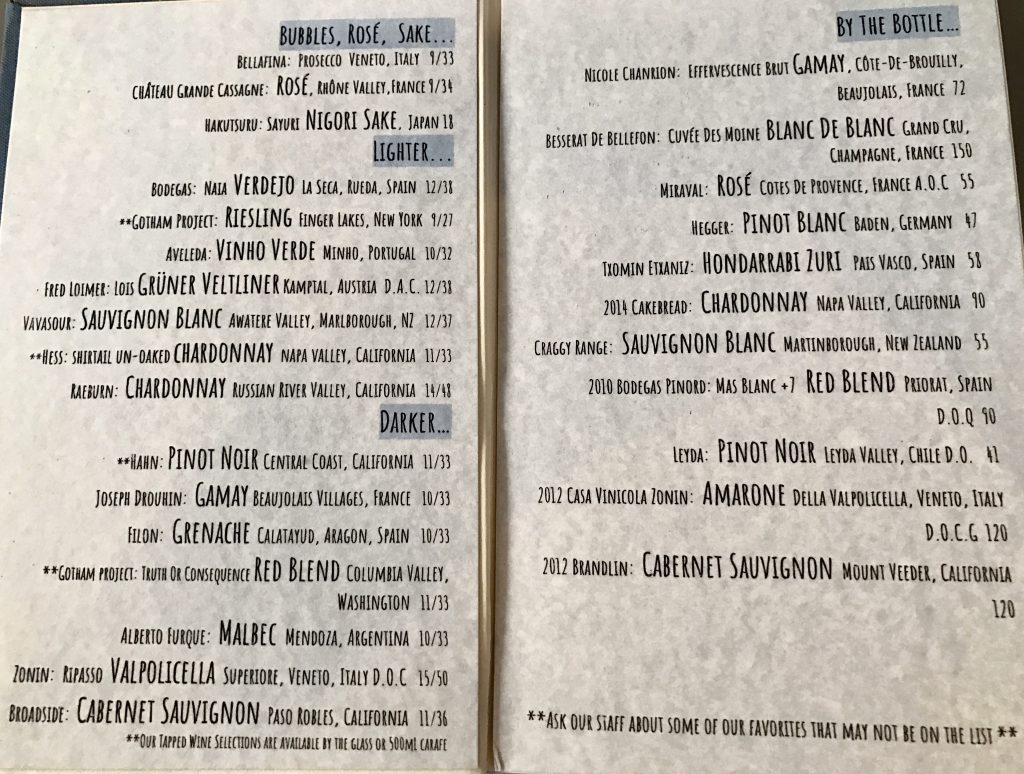 Bubbles, Rosé, Sake...
Bellafina: Prosecco Veneto, Italy 9/33
Château Grande Cassagne: Rosé, Rhône Valley, France 9/34
Hakutsuru: Sayuri Nigori Sake, Japan 18
Lighter...
Bodegas: Naia Verdejo La Seca, Rueda, Spain 12/38
**Gotham Project: Riesling Finger Lakes, New York 9/27
Aveleda: Vinho Verde Minho, Portugal 10/32
Fred Loimer: Lois Grüner Veltliner Kamptal, Austria D.A.C. 12/38
Vavasour: Sauvignon Blanc Awatere Valley, Marlborough, NZ 12/37
**Hess: Shirtail Un-Oaked Chardonnay Napa Valley, California 11/33
Raeburn: Chardonnay Russian River Valley, California 14/48
Darker...
**Hahn: Pinot Noir Central Coast, California 11/33
Joseph Drouhin: Gamay Beaujolais Villages, France 10/33
Filon: Grenache Calatayud, Aragon, Spain 10/33
**Gotham Project: Truth Or Consequence Red Blend Columbia Valley,
Washington 11/33
Alberto Furque: Malbec Mendoza, Argentina 10/33
Zonin: Ripasso Valpolicella Superiore, Veneto, Italy D.O.C 15/50
Broadside: Cabernet Sauvignon Paso Robles, California 11/36
**Our Tapped Wine Selections are available by the glass or 500ml carafe
By The Bottle...
Nicole Chanrion: Effervescence Brut Gamay, Côte-De-Brouilly,
Beaujolais, France 72
Besserat De Bellefon: Cuvée Des Moine Blanc De Blanc Grand Cru,
Champagne, France 150
Miraval: Rosé Cotes De Provence, France A.O.C 55
Hegger: Pinot Blanc Baden, Germany 47
Txomin Etxaniz: Hondarrabi Zuri Pais Vasco, Spain 58
2014 Cakebread: Chardonnay Napa Valley, California 90
Craggy Range: Sauvignon Blanc Martinborough, New Zealand 55
2010 Bodegas Pinord: Mas Blanc +7 Red Blend Priorat, Spain
D.O.Q 90
Leyda: Pinot Noir Leyda Valley, Chile D.O. 41
2012 Casa Vinicola Zonin: Amarone Della Valpolicella, Veneto, Italy
D.O.C.G 120
2012 Brandlin: Cabernet Sauvignon Mount Veeder, California
120
**Ask our staff about some of our favorites that may not be on the list **